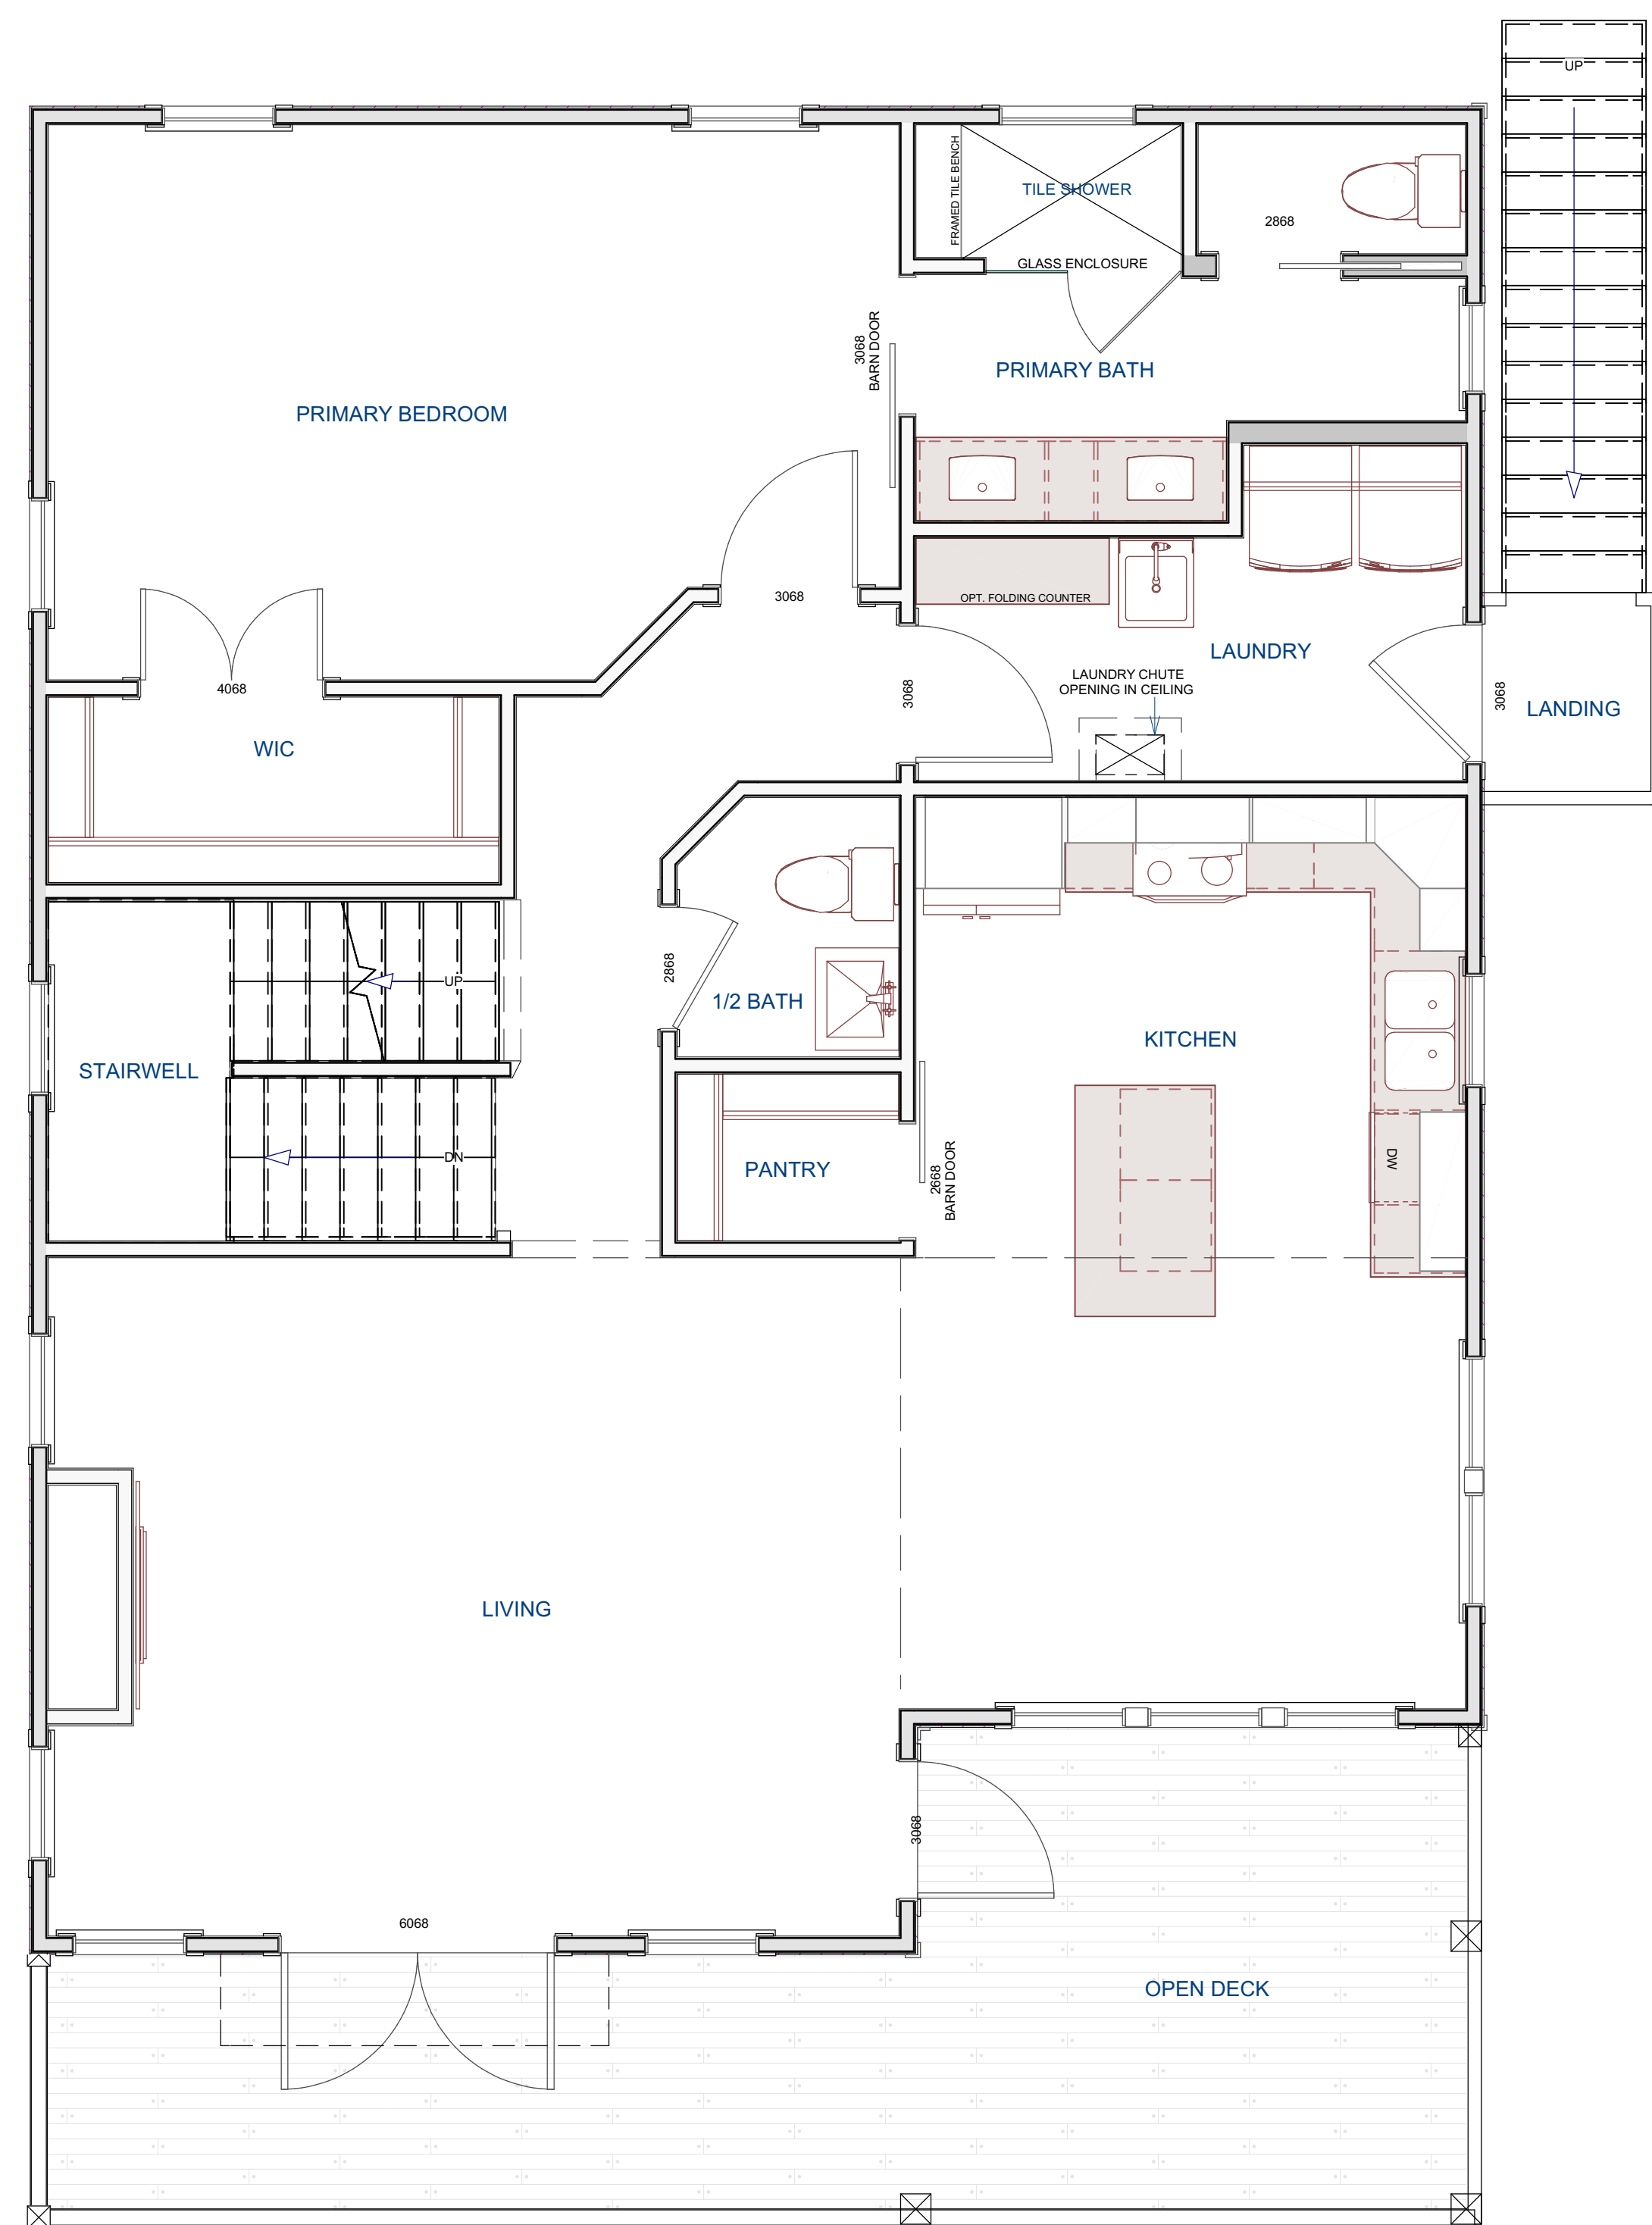 UP
FRAMED TILE BENCH
TILE SHOWER
2868
GLASS ENCLOSURE
3068
BARN DOOR
PRIMARY BATH
PRIMARY BEDROOM
3068
OPT. FOLDING COUNTER
LAUNDRY
LAUNDRY CHUTE
OPENING IN CEILING
4068
3068
3068
LANDING
WIC
2868
UP
1/2 BATH
KITCHEN
STAIRWELL
DN
PANTRY
2668
BARN DOOR
DW
LIVING
3068
6068
OPEN DECK